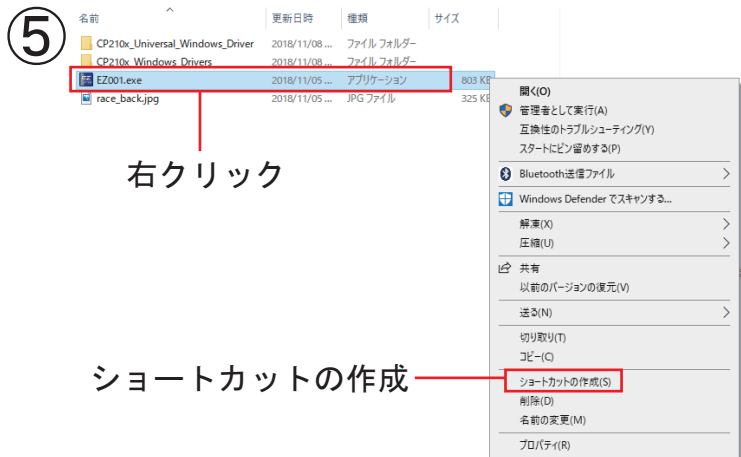 ⑤
名前 更新日時 種類 サイズ
CP210x_Universal_Windows_Driver 2018/11/08 ... ファイル フォルダー
CP210x_Windows_Drivers 2018/11/08 ... ファイル フォルダー
EZ001.exe 2018/11/05 ... アプリケーション 803 KB
race_back.jpg 2018/11/05 ... JPG ファイル 325 KB
右クリック
開く(O)
管理者として実行(A)
互換性のトラブルシューティング(Y)
スタートにピン留めする(P)
Bluetooth送信ファイル
Windows Defender でスキャンする...
解凍(X)
圧縮(U)
共有
以前のバージョンの復元(V)
送る(N)
切り取り(T)
コピー(C)
ショートカットの作成
ショートカットの作成(S)
削除(D)
名前の変更(M)
プロパティ(R)